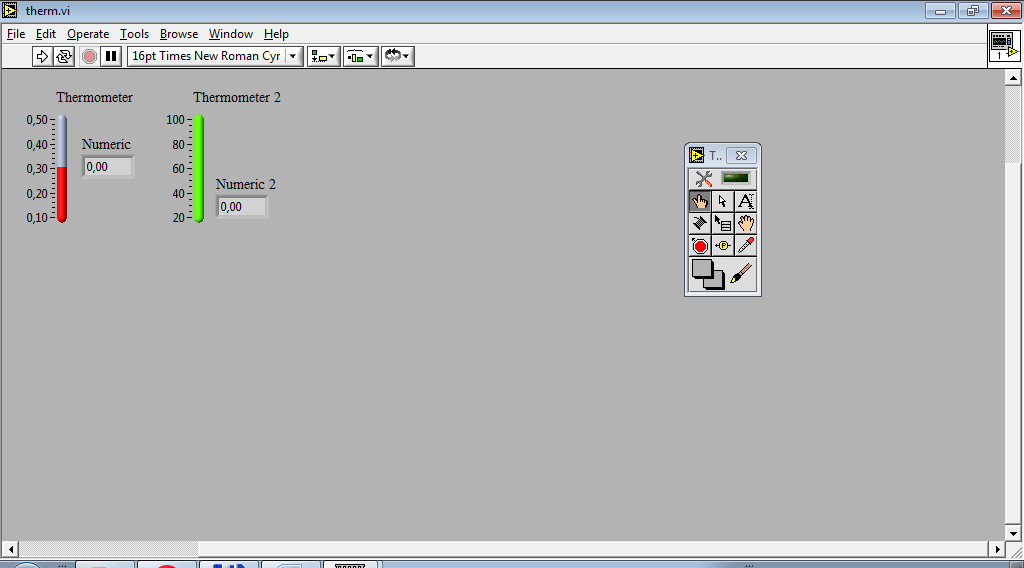 therm.vi
File Edit Operate Tools Browse Window Help
16pt Times New Roman Cyr
1
Thermometer
0,50
0,40
0,30
0,20
0,10
Numeric
0,00
Thermometer 2
100
80
60
40
20
Numeric 2
0,00
T..
A
P